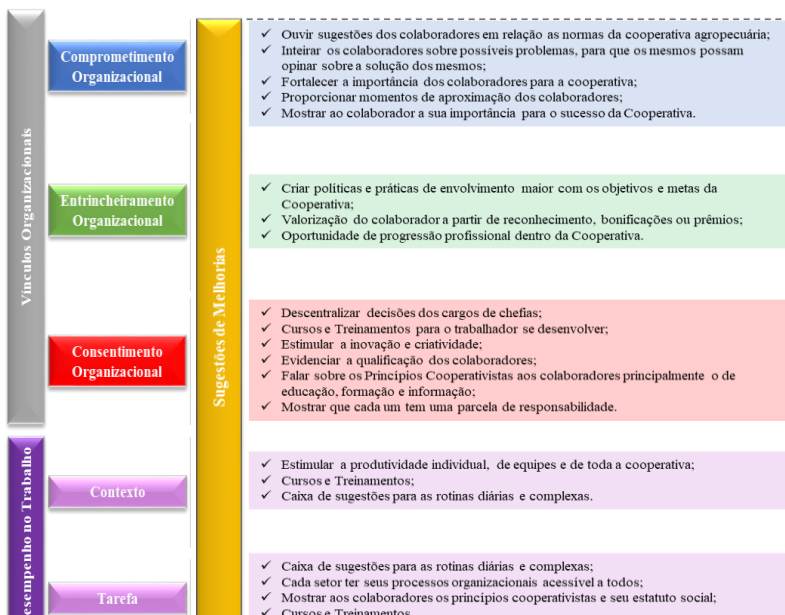 Vínculos Organizacionais
Comprometimento
Organizacional
Entrincheiramento
Organizacional
Consentimento
Organizacional
esempenho no Trabalho
Contexto
Tarefa
Sugestões de Melhorias
✓ Ouvir sugestões dos colaboradores em relação as normas da cooperativa agropecuária;
✓ Inteirar os colaboradores sobre possíveis problemas, para que os mesmos possam
opinar sobre a solução dos mesmos;
✓ Fortalecer a importância dos colaboradores para a cooperativa;
✓ Proporcionar momentos de aproximação dos colaboradores;
✓ Mostrar ao colaborador a sua importância para o sucesso da Cooperativa.
✓ Criar políticas e práticas de envolvimento maior com os objetivos e metas da
Cooperativa;
✓ Valorização do colaborador a partir de reconhecimento, bonificações ou prêmios;
✓ Oportunidade de progressão profissional dentro da Cooperativa.
✓ Descentralizar decisões dos cargos de chefias;
✓ Cursos e Treinamentos para o trabalhador se desenvolver;
✓ Estimular a inovação e criatividade;
✓ Evidenciar a qualificação dos colaboradores;
✓ Falar sobre os Princípios Cooperativistas aos colaboradores principalmente o de
educação, formação e informação;
✓ Mostrar que cada um tem uma parcela de responsabilidade.
✓ Estimular a produtividade individual, de equipes e de toda a cooperativa;
✓ Cursos e Treinamentos;
✓ Caixa de sugestões para as rotinas diárias e complexas.
✓ Caixa de sugestões para as rotinas diárias e complexas;
✓ Cada setor ter seus processos organizacionais acessível a todos;
✓ Mostrar aos colaboradores os princípios cooperativistas e seu estatuto social;
✓ Cursos e Treinamentos